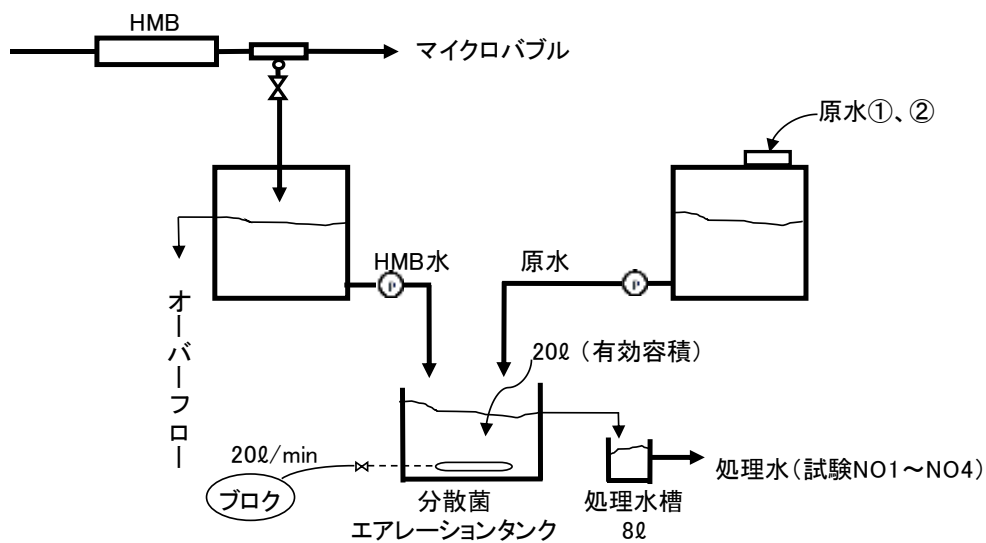 HMB
マイクロバブル
原水①、②
HMB水
原水
P
P
オーバーフロー
20ℓ（有効容積）
20ℓ/min
ブロク
分散菌
エアレーションタンク
処理水槽
8ℓ
処理水（試験NO1～NO4）